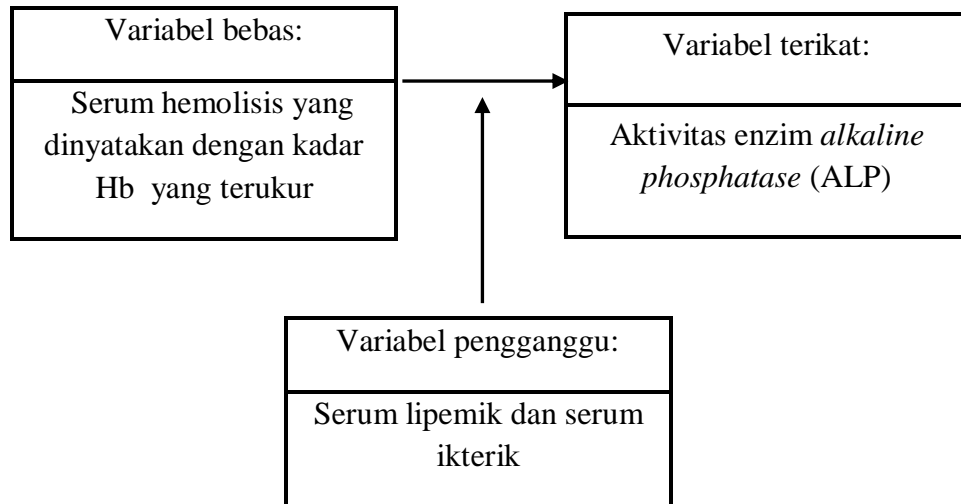 Variabel bebas:
Serum hemolisis yang
dinyatakan dengan kadar
Hb yang terukur
Variabel terikat:
Aktivitas enzim alkaline
phosphatase (ALP)
Variabel pengganggu:
Serum lipemik dan serum
ikterik